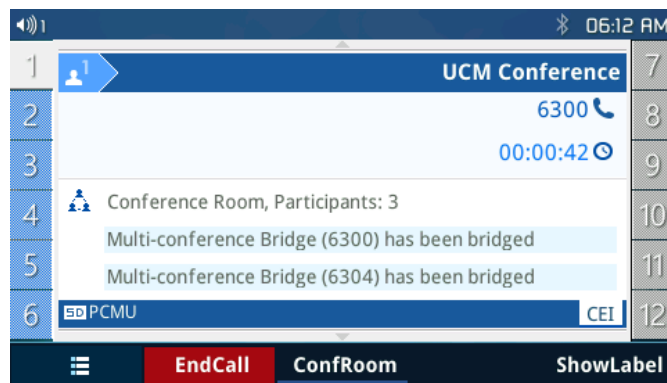 1 06:12 AM
1 1 UCM Conference 7
2 6300 8
3 00:00:42 9
Conference Room, Participants: 3
4 10
Multi-conference Bridge (6300) has been bridged
5 Multi-conference Bridge (6304) has been bridged 11
6 SD PCMU CEI 12
EndCall ConfRoom ShowLabel